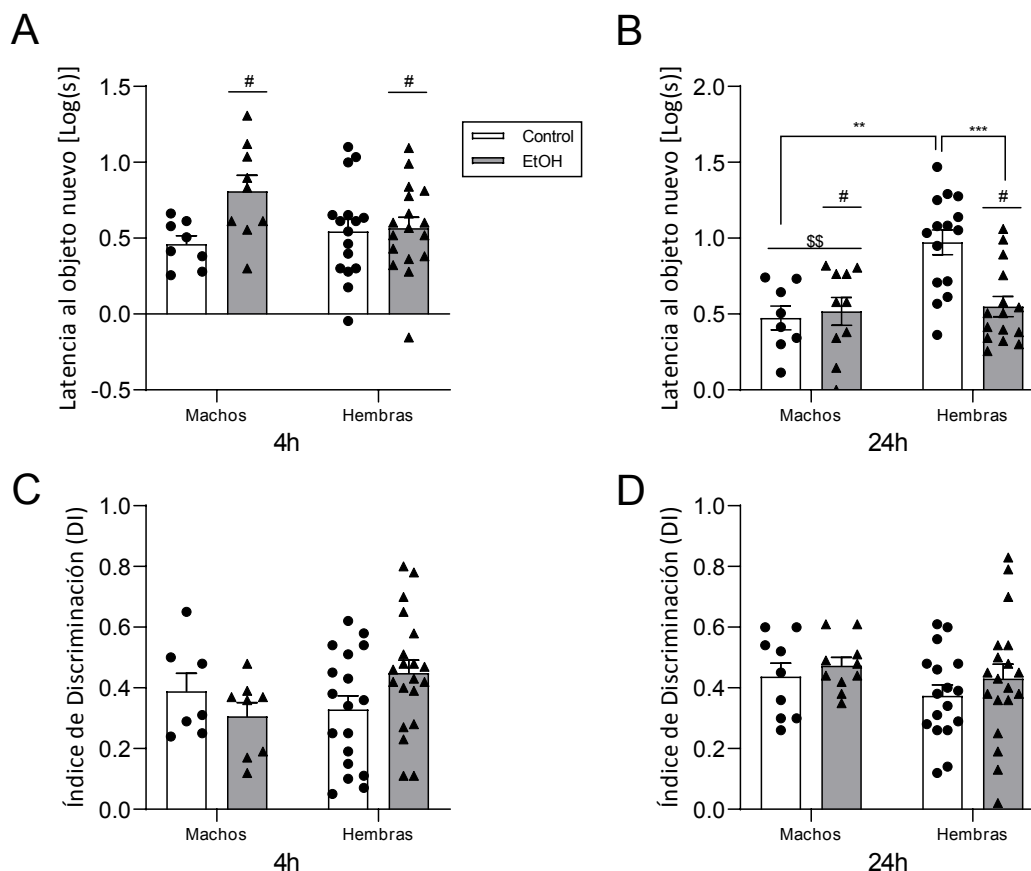 A
Latencia al objeto nuevo [Log(s)]
1.5
1.0
0.5
0.0
-0.5
#
#
Machos
Hembras
4h
Control
EtOH
B
Latencia al objeto nuevo [Log(s)]
2.0
1.5
1.0
0.5
0.0
**
***
#
#
$$
Machos
Hembras
24h
C
Índice de Discriminación (DI)
1.0
0.8
0.6
0.4
0.2
0.0
Machos
Hembras
4h
D
Índice de Discriminación (DI)
1.0
0.8
0.6
0.4
0.2
0.0
Machos
Hembras
24h